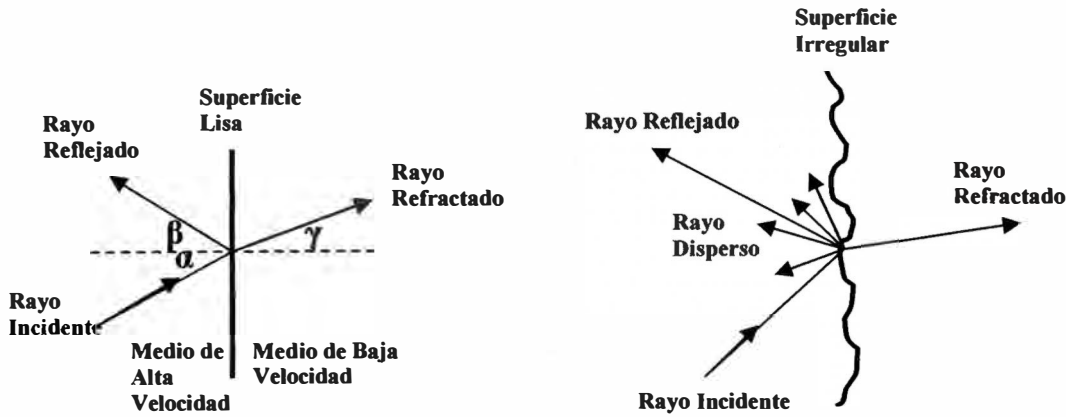 Superficie
Lisa
Rayo
Reflejado
Rayo
Refractado
β
α
γ
Rayo
Incidente
Medio de
Alta
Velocidad
Medio de Baja
Velocidad
Superficie
Irregular
Rayo Reflejado
Rayo
Refractado
Rayo
Disperso
Rayo Incidente